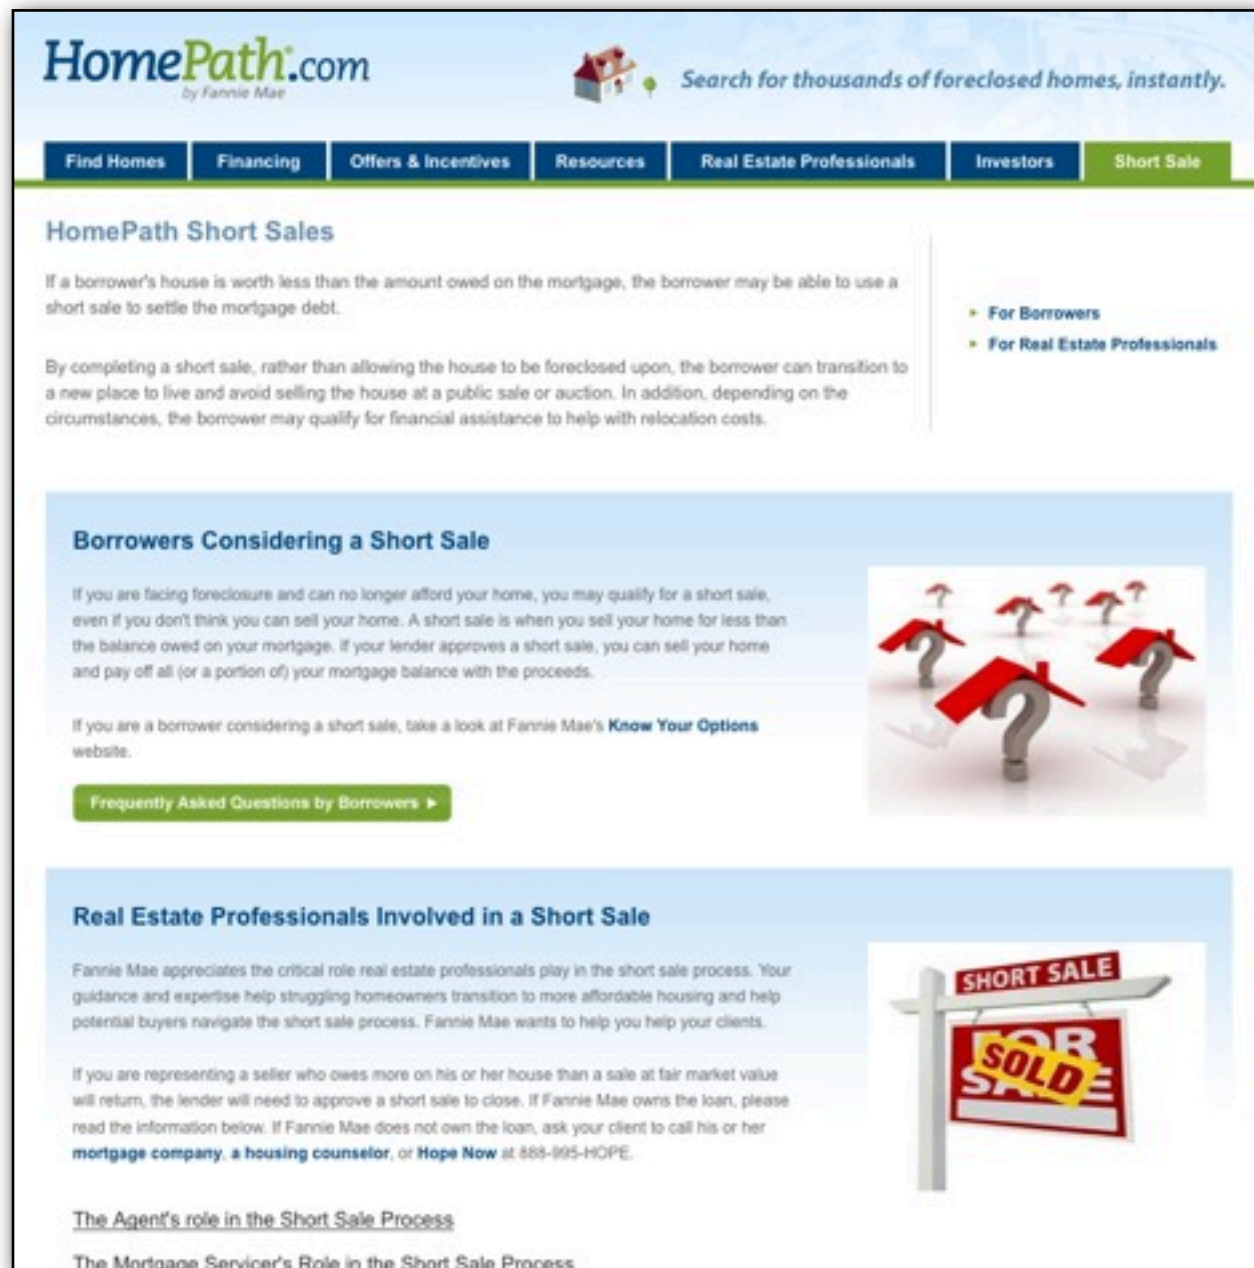 HomePath.com
by Fannie Mae
Search for thousands of foreclosed homes, instantly.
Find Homes
Financing
Offers & Incentives
Resources
Real Estate Professionals
Investors
Short Sale
HomePath Short Sales
If a borrower's house is worth less than the amount owed on the mortgage, the borrower may be able to use a
short sale to settle the mortgage debt.
By completing a short sale, rather than allowing the house to be foreclosed upon, the borrower can transition to
a new place to live and avoid selling the house at a public sale or auction. In addition, depending on the
circumstances, the borrower may qualify for financial assistance to help with relocation costs.
For Borrowers
For Real Estate Professionals
Borrowers Considering a Short Sale
If you are facing foreclosure and can no longer afford your home, you may qualify for a short sale,
even if you don't think you can sell your home. A short sale is when you sell your home for less than
the balance owed on your mortgage. If your lender approves a short sale, you can sell your home
and pay off all (or a portion of) your mortgage balance with the proceeds.
If you are a borrower considering a short sale, take a look at Fannie Mae's Know Your Options
website.
Frequently Asked Questions by Borrowers
Real Estate Professionals Involved in a Short Sale
Fannie Mae appreciates the critical role real estate professionals play in the short sale process. Your
guidance and expertise help struggling homeowners transition to more affordable housing and help
potential buyers navigate the short sale process. Fannie Mae wants to help you help your clients.
If you are representing a seller who owes more on his or her house than a sale at fair market value
will return, the lender will need to approve a short sale to close. If Fannie Mae owns the loan, please
read the information below. If Fannie Mae does not own the loan, ask your client to call his or her
mortgage company, a housing counselor, or Hope Now at 888-995-HOPE.
SHORT SALE
FOR
SOLD
SALE
The Agent's role in the Short Sale Process
The Mortgage Servicer's Role in the Short Sale Process